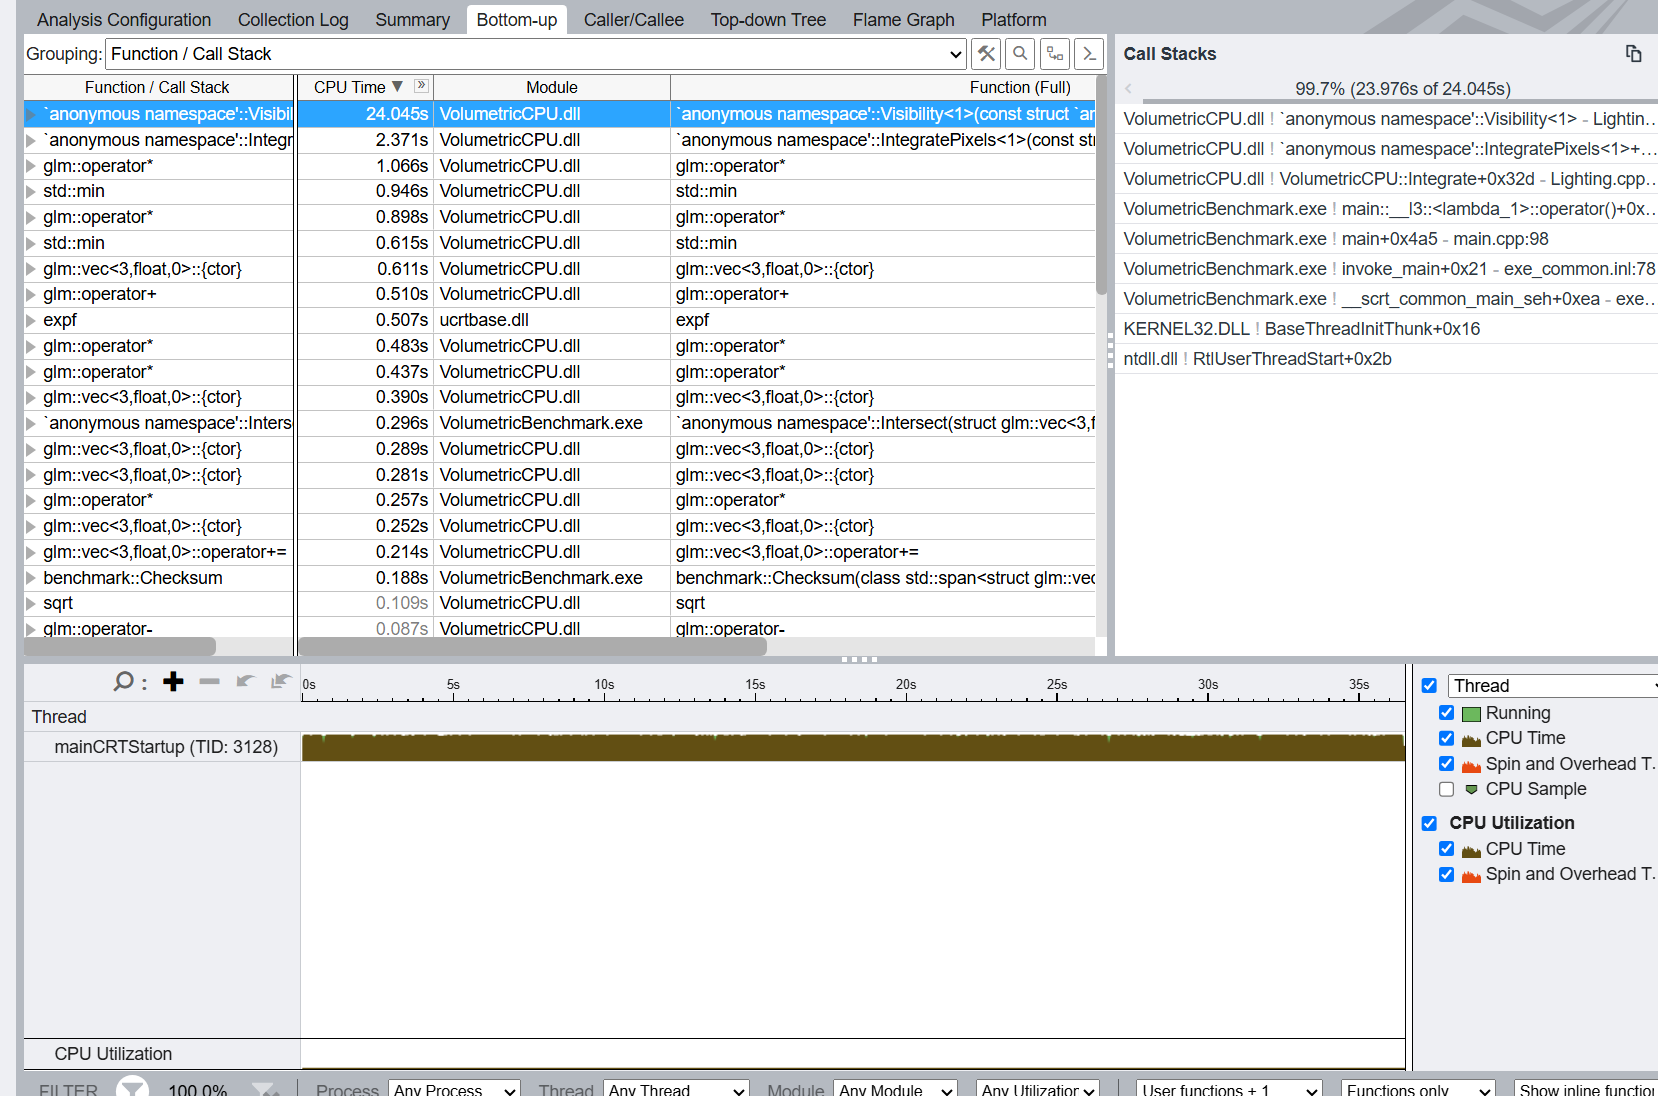 Analysis Configuration Collection Log Summary Bottom-up Caller/Callee Top-down Tree Flame Graph Platform
Grouping: Function / Call Stack
Function / Call Stack CPU Time Module Function (Full)
`anonymous namespace'::Visibil 24.045s VolumetricCPU.dll `anonymous namespace'::Visibility<1>(const struct `ar
`anonymous namespace'::Integr 2.371s VolumetricCPU.dll `anonymous namespace'::IntegratePixels<1>(const str
glm::operator* 1.066s VolumetricCPU.dll glm::operator*
std::min 0.946s VolumetricCPU.dll std::min
glm::operator* 0.898s VolumetricCPU.dll glm::operator*
std::min 0.615s VolumetricCPU.dll std::min
glm::vec<3,float,0>::{ctor} 0.611s VolumetricCPU.dll glm::vec<3,float,0>::{ctor}
glm::operator+ 0.510s VolumetricCPU.dll glm::operator+
expf 0.507s ucrtbase.dll expf
glm::operator* 0.483s VolumetricCPU.dll glm::operator*
glm::operator* 0.437s VolumetricCPU.dll glm::operator*
glm::vec<3,float,0>::{ctor} 0.390s VolumetricCPU.dll glm::vec<3,float,0>::{ctor}
`anonymous namespace'::Inters 0.296s VolumetricBenchmark.exe `anonymous namespace'::Intersect(struct glm::vec<3,f
glm::vec<3,float,0>::{ctor} 0.289s VolumetricCPU.dll glm::vec<3,float,0>::{ctor}
glm::vec<3,float,0>::{ctor} 0.281s VolumetricCPU.dll glm::vec<3,float,0>::{ctor}
glm::operator* 0.257s VolumetricCPU.dll glm::operator*
glm::vec<3,float,0>::{ctor} 0.252s VolumetricCPU.dll glm::vec<3,float,0>::{ctor}
glm::vec<3,float,0>::operator+= 0.214s VolumetricCPU.dll glm::vec<3,float,0>::operator+=
benchmark::Checksum 0.188s VolumetricBenchmark.exe benchmark::Checksum(class std::span<struct glm::vec
sqrt 0.109s VolumetricCPU.dll sqrt
glm::operator- 0.087s VolumetricCPU.dll glm::operator-
Call Stacks
99.7% (23.976s of 24.045s)
VolumetricCPU.dll ! `anonymous namespace'::Visibility<1> - Lightin…
VolumetricCPU.dll ! `anonymous namespace'::IntegratePixels<1>+…
VolumetricCPU.dll ! VolumetricCPU::Integrate+0x32d - Lighting.cpp…
VolumetricBenchmark.exe ! main::__l3::<lambda_1>::operator()+0x…
VolumetricBenchmark.exe ! main+0x4a5 - main.cpp:98
VolumetricBenchmark.exe ! invoke_main+0x21 - exe_common.inl:78
VolumetricBenchmark.exe ! __scrt_common_main_seh+0xea - exe…
KERNEL32.DLL ! BaseThreadInitThunk+0x16
ntdll.dll ! RtlUserThreadStart+0x2b
0s 5s 10s 15s 20s 25s 30s 35s
Thread
mainCRTStartup (TID: 3128)
CPU Utilization
Thread
Running
CPU Time
Spin and Overhead T…
CPU Sample
CPU Utilization
CPU Time
Spin and Overhead T…
FILTER 100.0% Process Any Process Thread Any Thread Module Any Module Any Utilization User functions + 1 Functions only Show inline functio